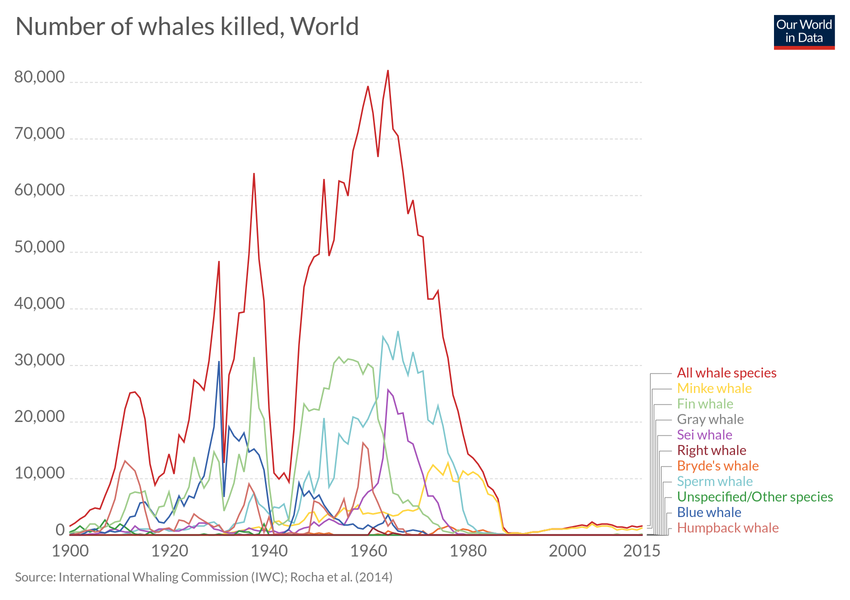 Number of whales killed, World
Our World
in Data
80,000
70,000
60,000
50,000
40,000
30,000
20,000
10,000
0
1900 1920 1940 1960 1980 2000 2015
All whale species
Minke whale
Fin whale
Gray whale
Sei whale
Right whale
Bryde's whale
Sperm whale
Unspecified/Other species
Blue whale
Humpback whale
Source: International Whaling Commission (IWC); Rocha et al. (2014)